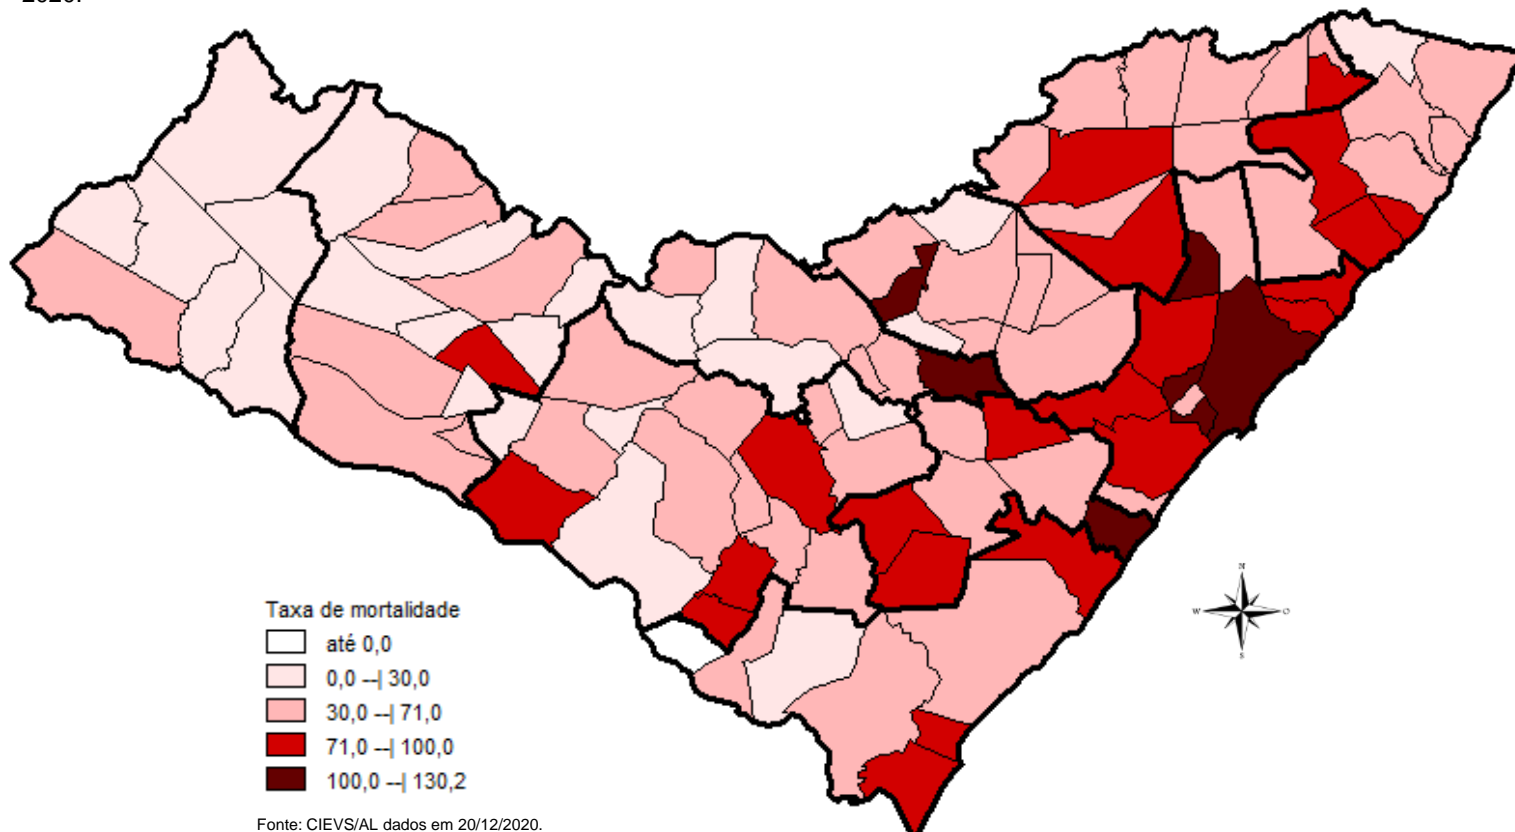 2020.
Taxa de mortalidade
até 0,0
0,0 --| 30,0
30,0 --| 71,0
71,0 --| 100,0
100,0 --| 130,2
Fonte: CIEVS/AL dados em 20/12/2020.
N
W
O
S